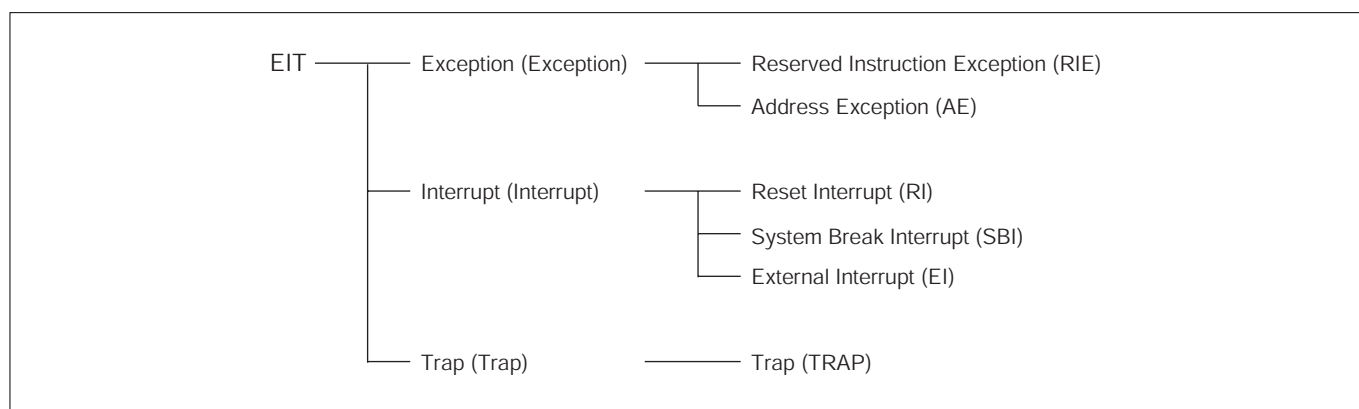 EIT Exception (Exception) Reserved Instruction Exception (RIE)
Address Exception (AE)
Interrupt (Interrupt) Reset Interrupt (RI)
System Break Interrupt (SBI)
External Interrupt (EI)
Trap (Trap) Trap (TRAP)